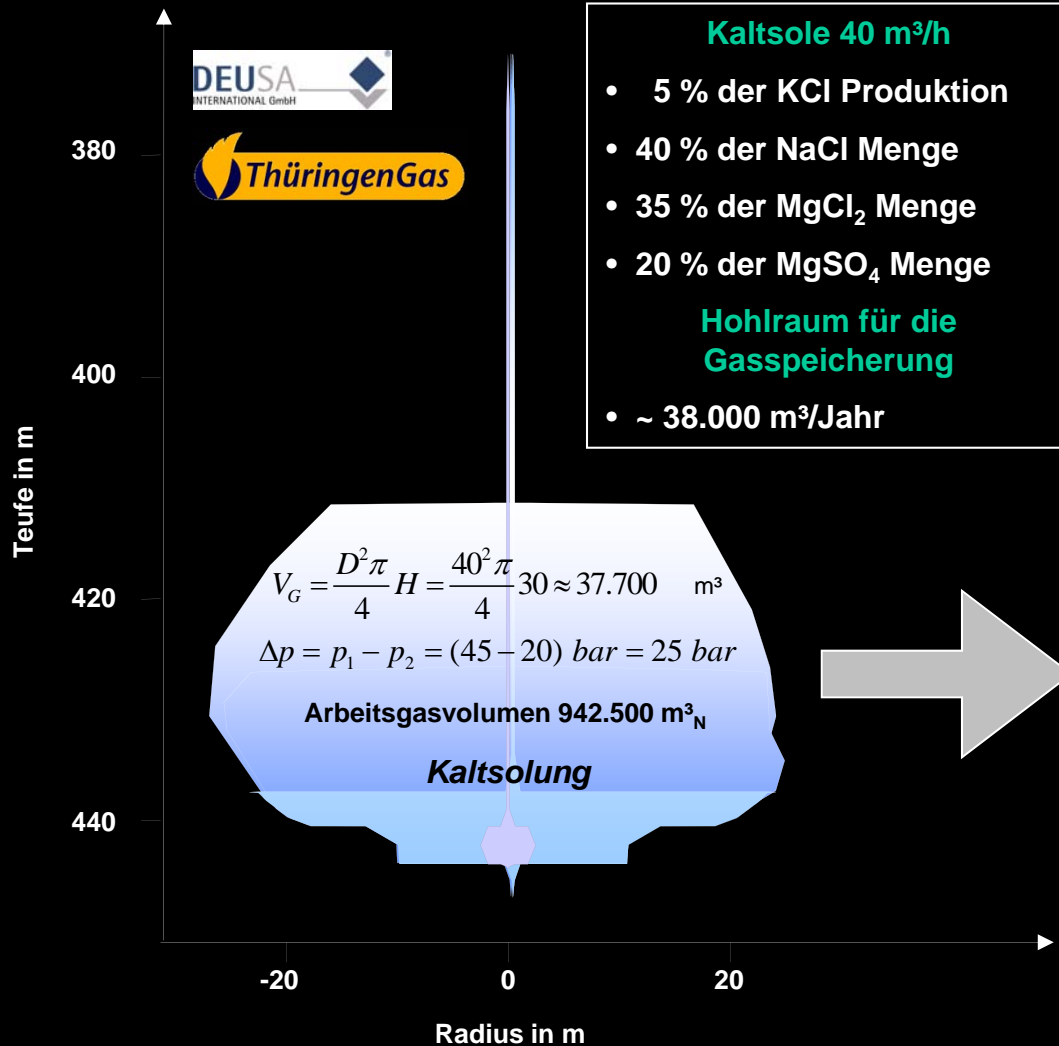 DEUSA®
INTERNATIONAL GmbH
ThüringenGas
Kaltsole 40 m³/h
• 5 % der KCl Produktion
• 40 % der NaCl Menge
• 35 % der MgCl₂ Menge
• 20 % der MgSO₄ Menge
Hohlraum für die
Gasspeicherung
• ~ 38.000 m³/Jahr
Teufe in m
380
400
420
440
V_G = D²π/4 H = 40²π/4 30 ≈ 37.700 m³
Δp = p₁ − p₂ = (45 − 20) bar = 25 bar
Arbeitsgasvolumen 942.500 m³N
Kaltsolung
-20
0
20
Radius in m